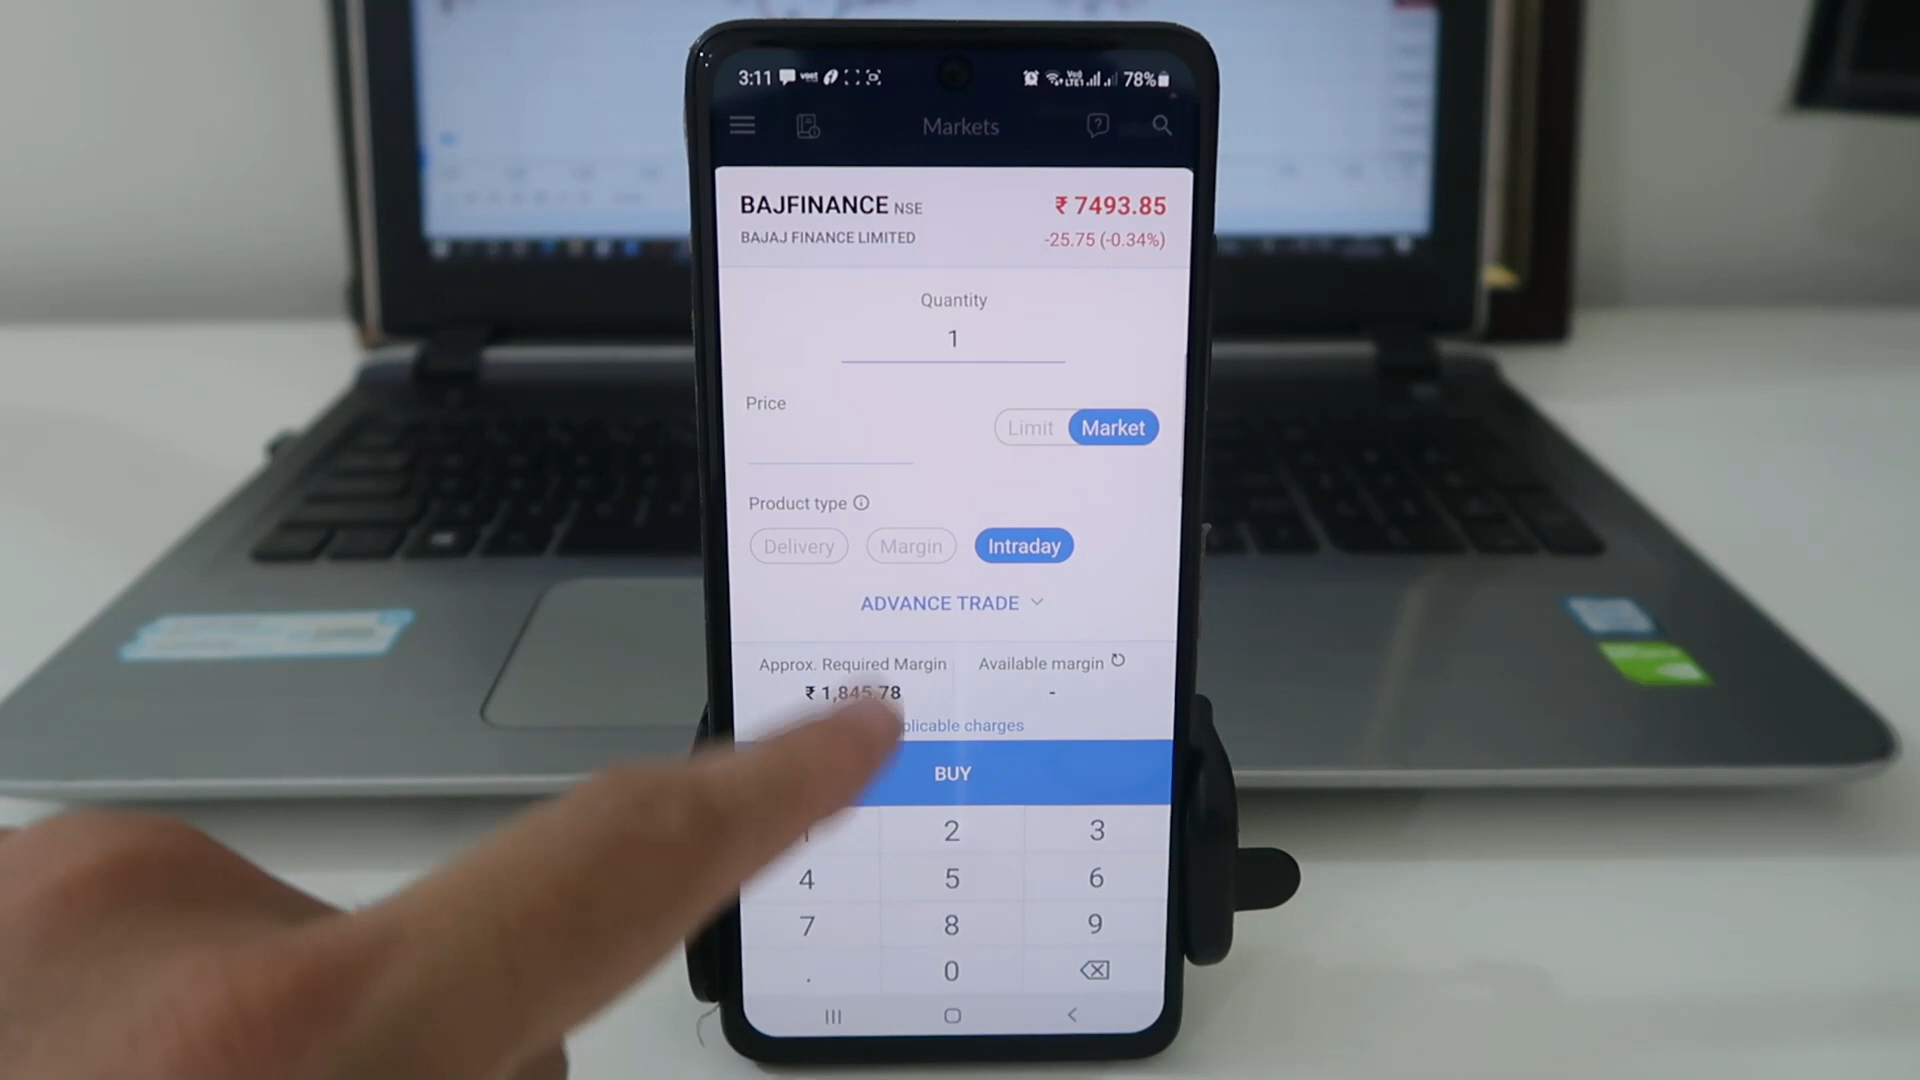 3:11 78%
Markets
BAJFINANCE NSE ₹ 7493.85
BAJAJ FINANCE LIMITED -25.75 (-0.34%)
Quantity
1
Price
Limit Market
Product type
Delivery Margin Intraday
ADVANCE TRADE
Approx. Required Margin Available margin
₹ 1,845.78 -
plicable charges
BUY
1 2 3
4 5 6
7 8 9
. 0